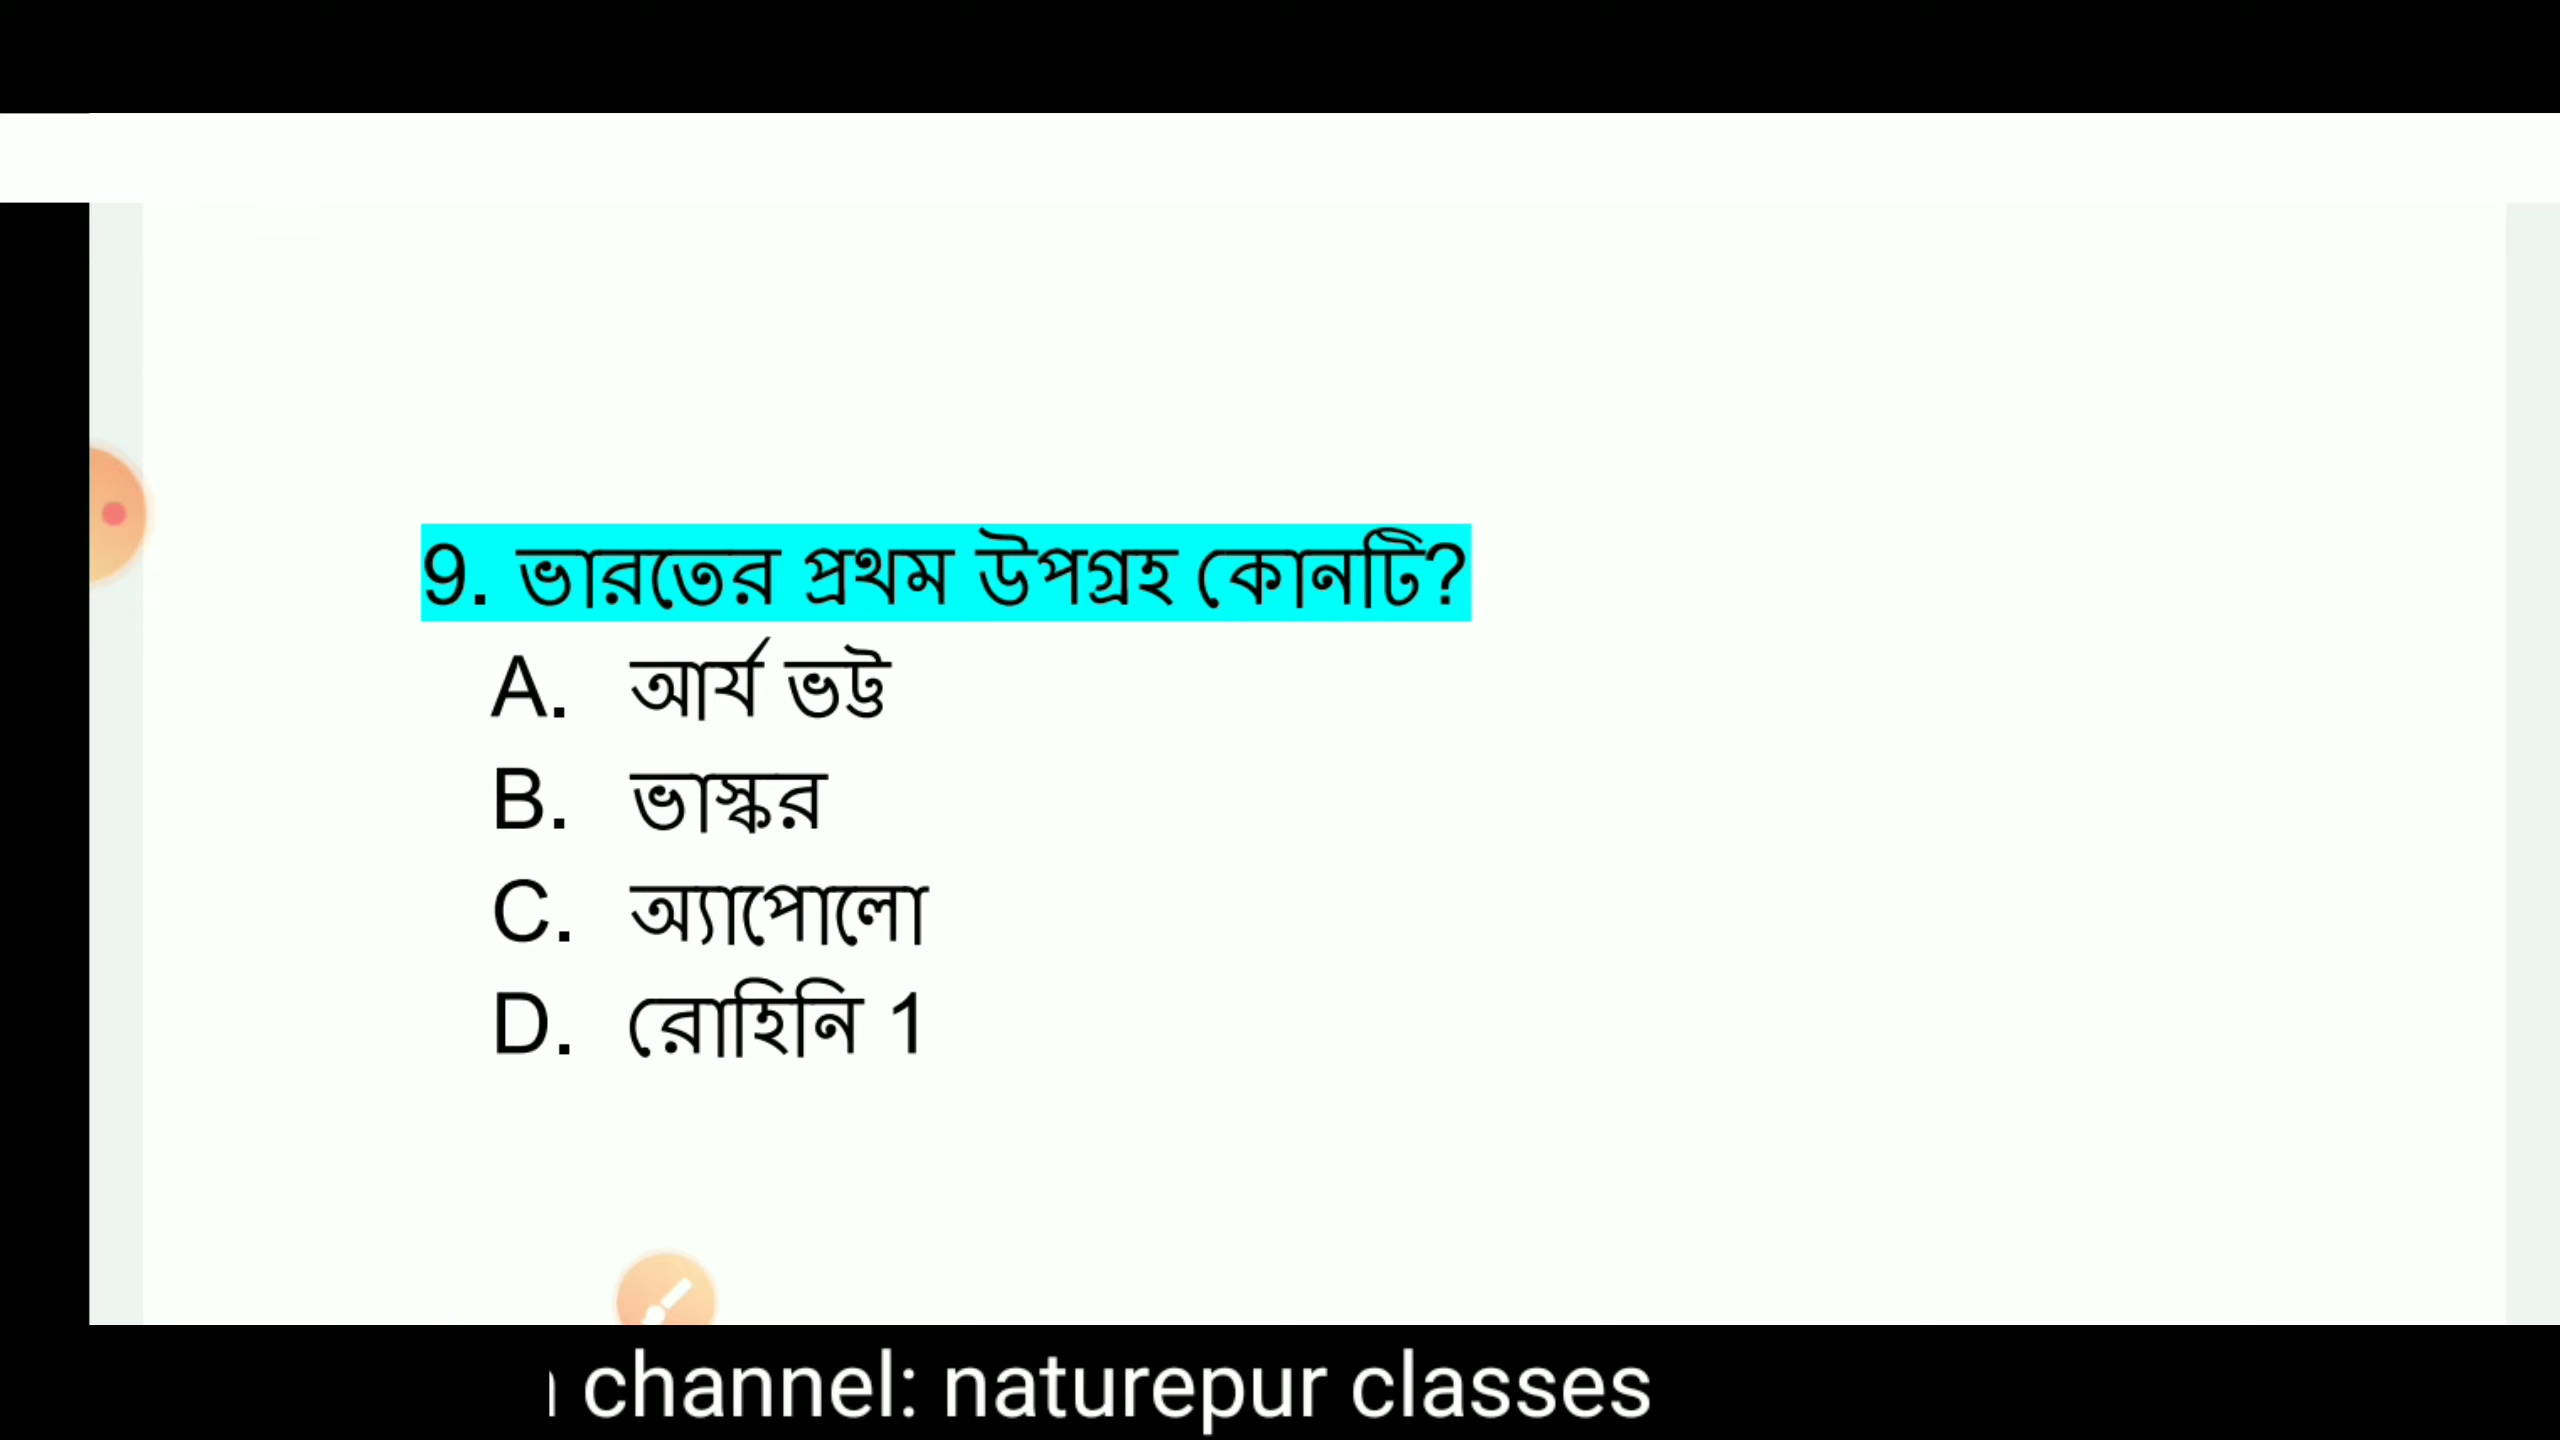 9. ভারতের প্রথম উপগ্রহ কোনটি?
A. আর্য ভট্ট
B. ভাস্কর
C. অ্যাপোলো
D. রোহিনি 1
channel: naturepur classes